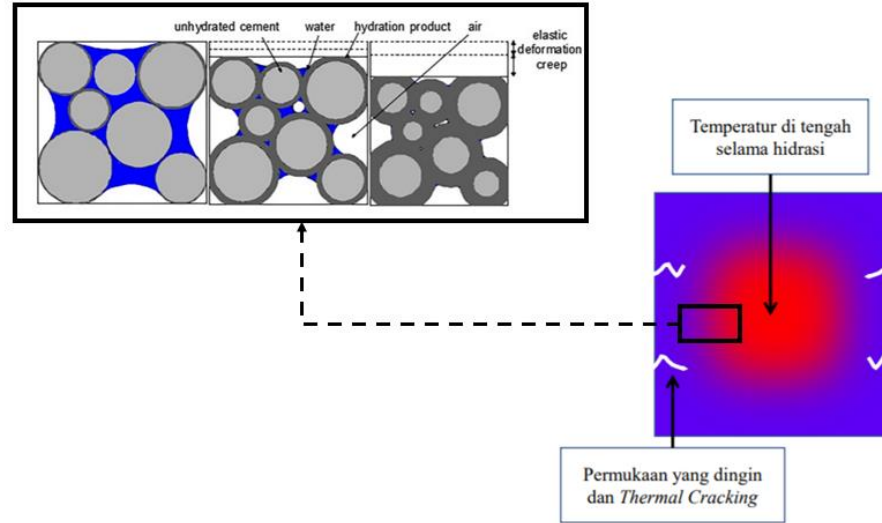 unhydrated cement
water
hydration product
air
elastic
deformation
creep
Temperatur di tengah
selama hidrasi
Permukaan yang dingin
dan Thermal Cracking